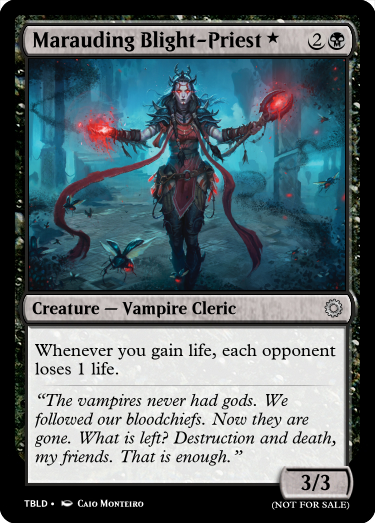 Marauding Blight-Priest ★ 2
Creature — Vampire Cleric
Whenever you gain life, each opponent
loses 1 life.
“The vampires never had gods. We
followed our bloodchiefs. Now they are
gone. What is left? Destruction and death,
my friends. That is enough.”
3/3
TBLD • Caio Monteiro
(NOT FOR SALE)